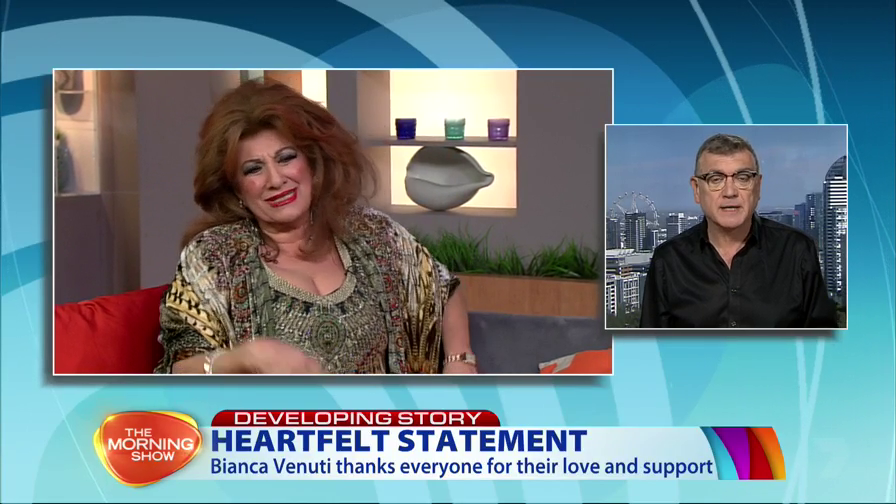 DEVELOPING STORY
THE
MORNING
SHOW
HEARTFELT STATEMENT
Bianca Venuti thanks everyone for their love and support